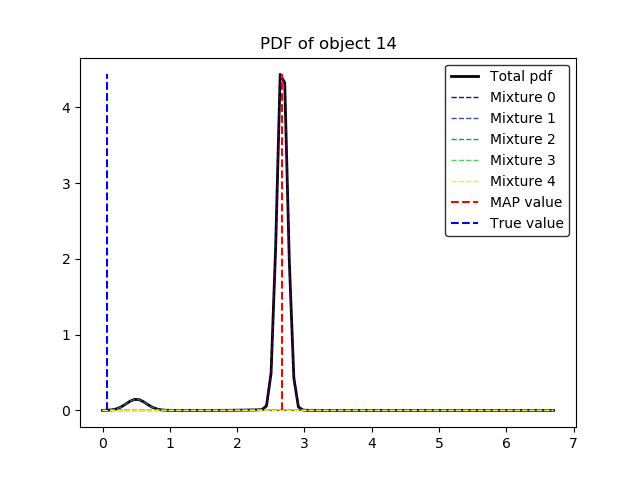 PDF of object 14
Total pdf
Mixture 0
Mixture 1
Mixture 2
Mixture 3
Mixture 4
MAP value
True value
4
3
2
1
0
0 1 2 3 4 5 6 7